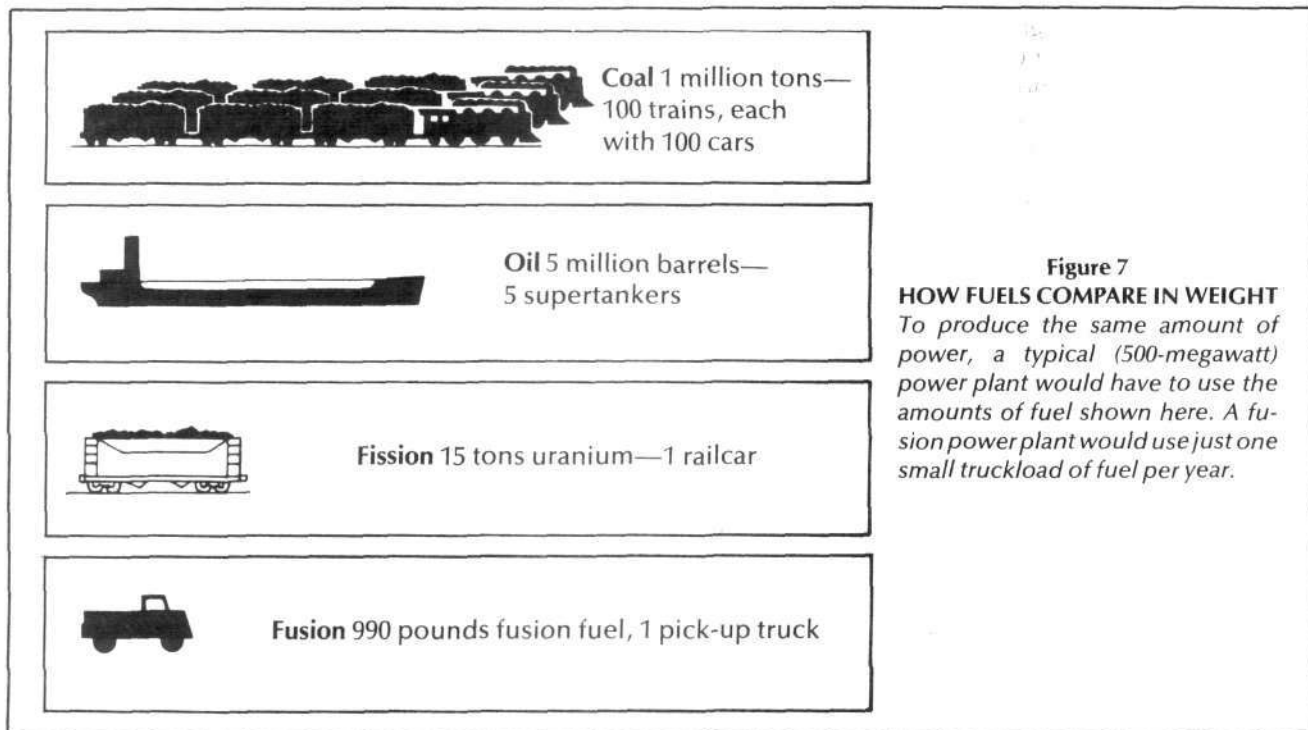 Coal 1 million tons—
100 trains, each
with 100 cars
Oil 5 million barrels—
5 supertankers
Fission 15 tons uranium—1 railcar
Fusion 990 pounds fusion fuel, 1 pick-up truck
Figure 7
HOW FUELS COMPARE IN WEIGHT
To produce the same amount of
power, a typical (500-megawatt)
power plant would have to use the
amounts of fuel shown here. A fu-
sion power plant would use just one
small truckload of fuel per year.